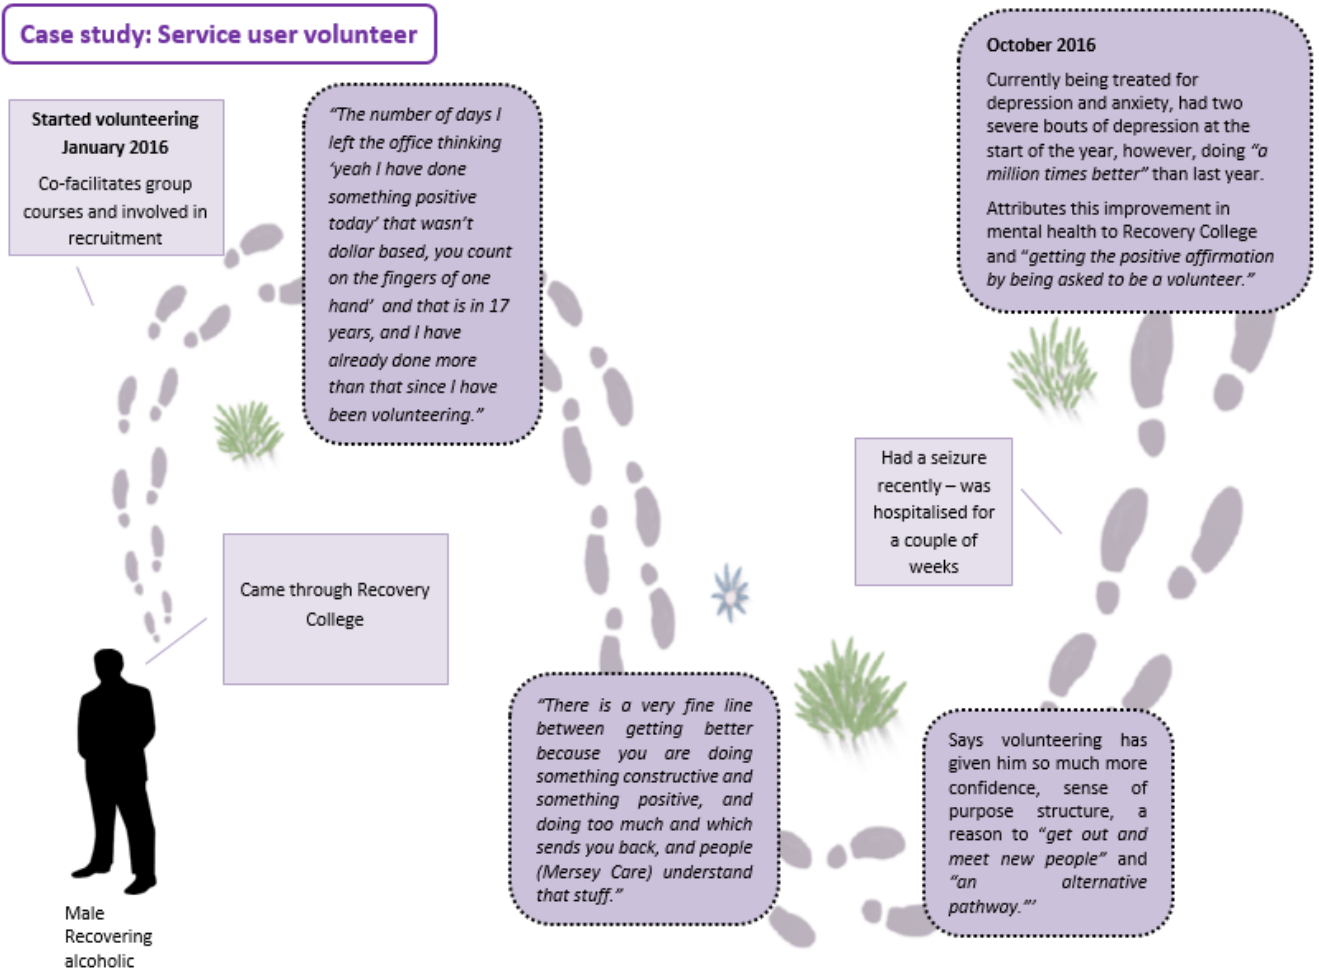 Case study: Service user volunteer
Started volunteering
January 2016
Co-facilitates group
courses and involved in
recruitment
“The number of days I
left the office thinking
‘yeah I have done
something positive
today’ that wasn’t
dollar based, you count
on the fingers of one
hand’ and that is in 17
years, and I have
already done more
than that since I have
been volunteering.”
Came through Recovery
College
Male
Recovering
alcoholic
“There is a very fine line
between getting better
because you are doing
something constructive and
something positive, and
doing too much and which
sends you back, and people
(Mersey Care) understand
that stuff.”
Says volunteering has
given him so much more
confidence, sense of
purpose structure, a
reason to “get out and
meet new people” and
“an alternative
pathway.”’
Had a seizure
recently – was
hospitalised for
a couple of
weeks
October 2016
Currently being treated for
depression and anxiety, had two
severe bouts of depression at the
start of the year, however, doing “a
million times better” than last year.
Attributes this improvement in
mental health to Recovery College
and “getting the positive affirmation
by being asked to be a volunteer.”